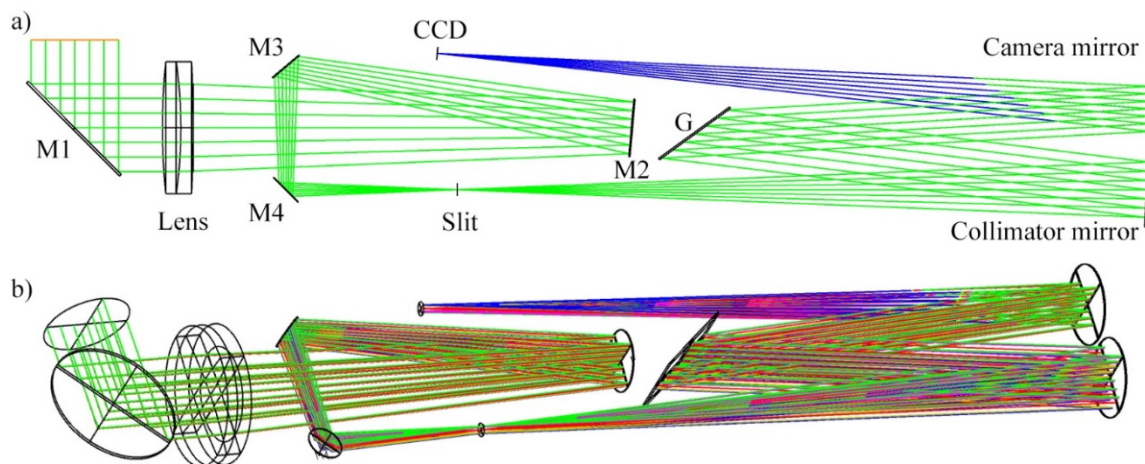 a)
CCD
M3
Camera mirror
G
M1
M2
M4
Lens
Slit
Collimator mirror
b)